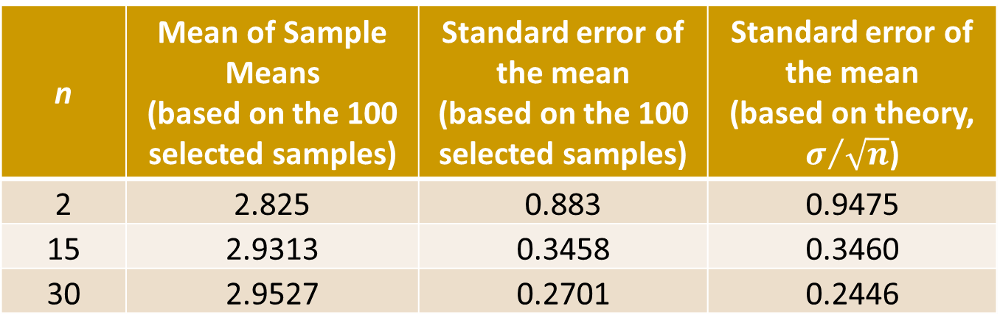 n
Mean of Sample
Means
(based on the 100
selected samples)
Standard error of
the mean
(based on the 100
selected samples)
Standard error of
the mean
(based on theory,
σ/√n)
2 2.825 0.883 0.9475
15 2.9313 0.3458 0.3460
30 2.9527 0.2701 0.2446